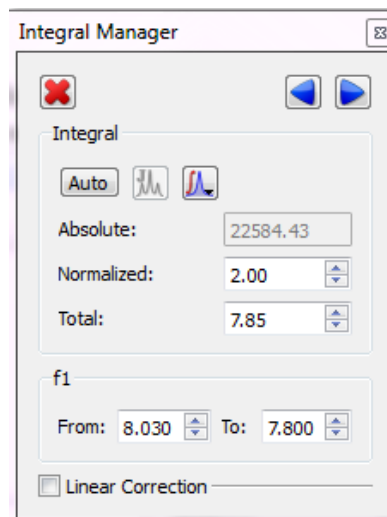 Integral Manager
Integral
Auto
Absolute: 22584.43
Normalized: 2.00
Total: 7.85
f1
From: 8.030 To: 7.800
Linear Correction